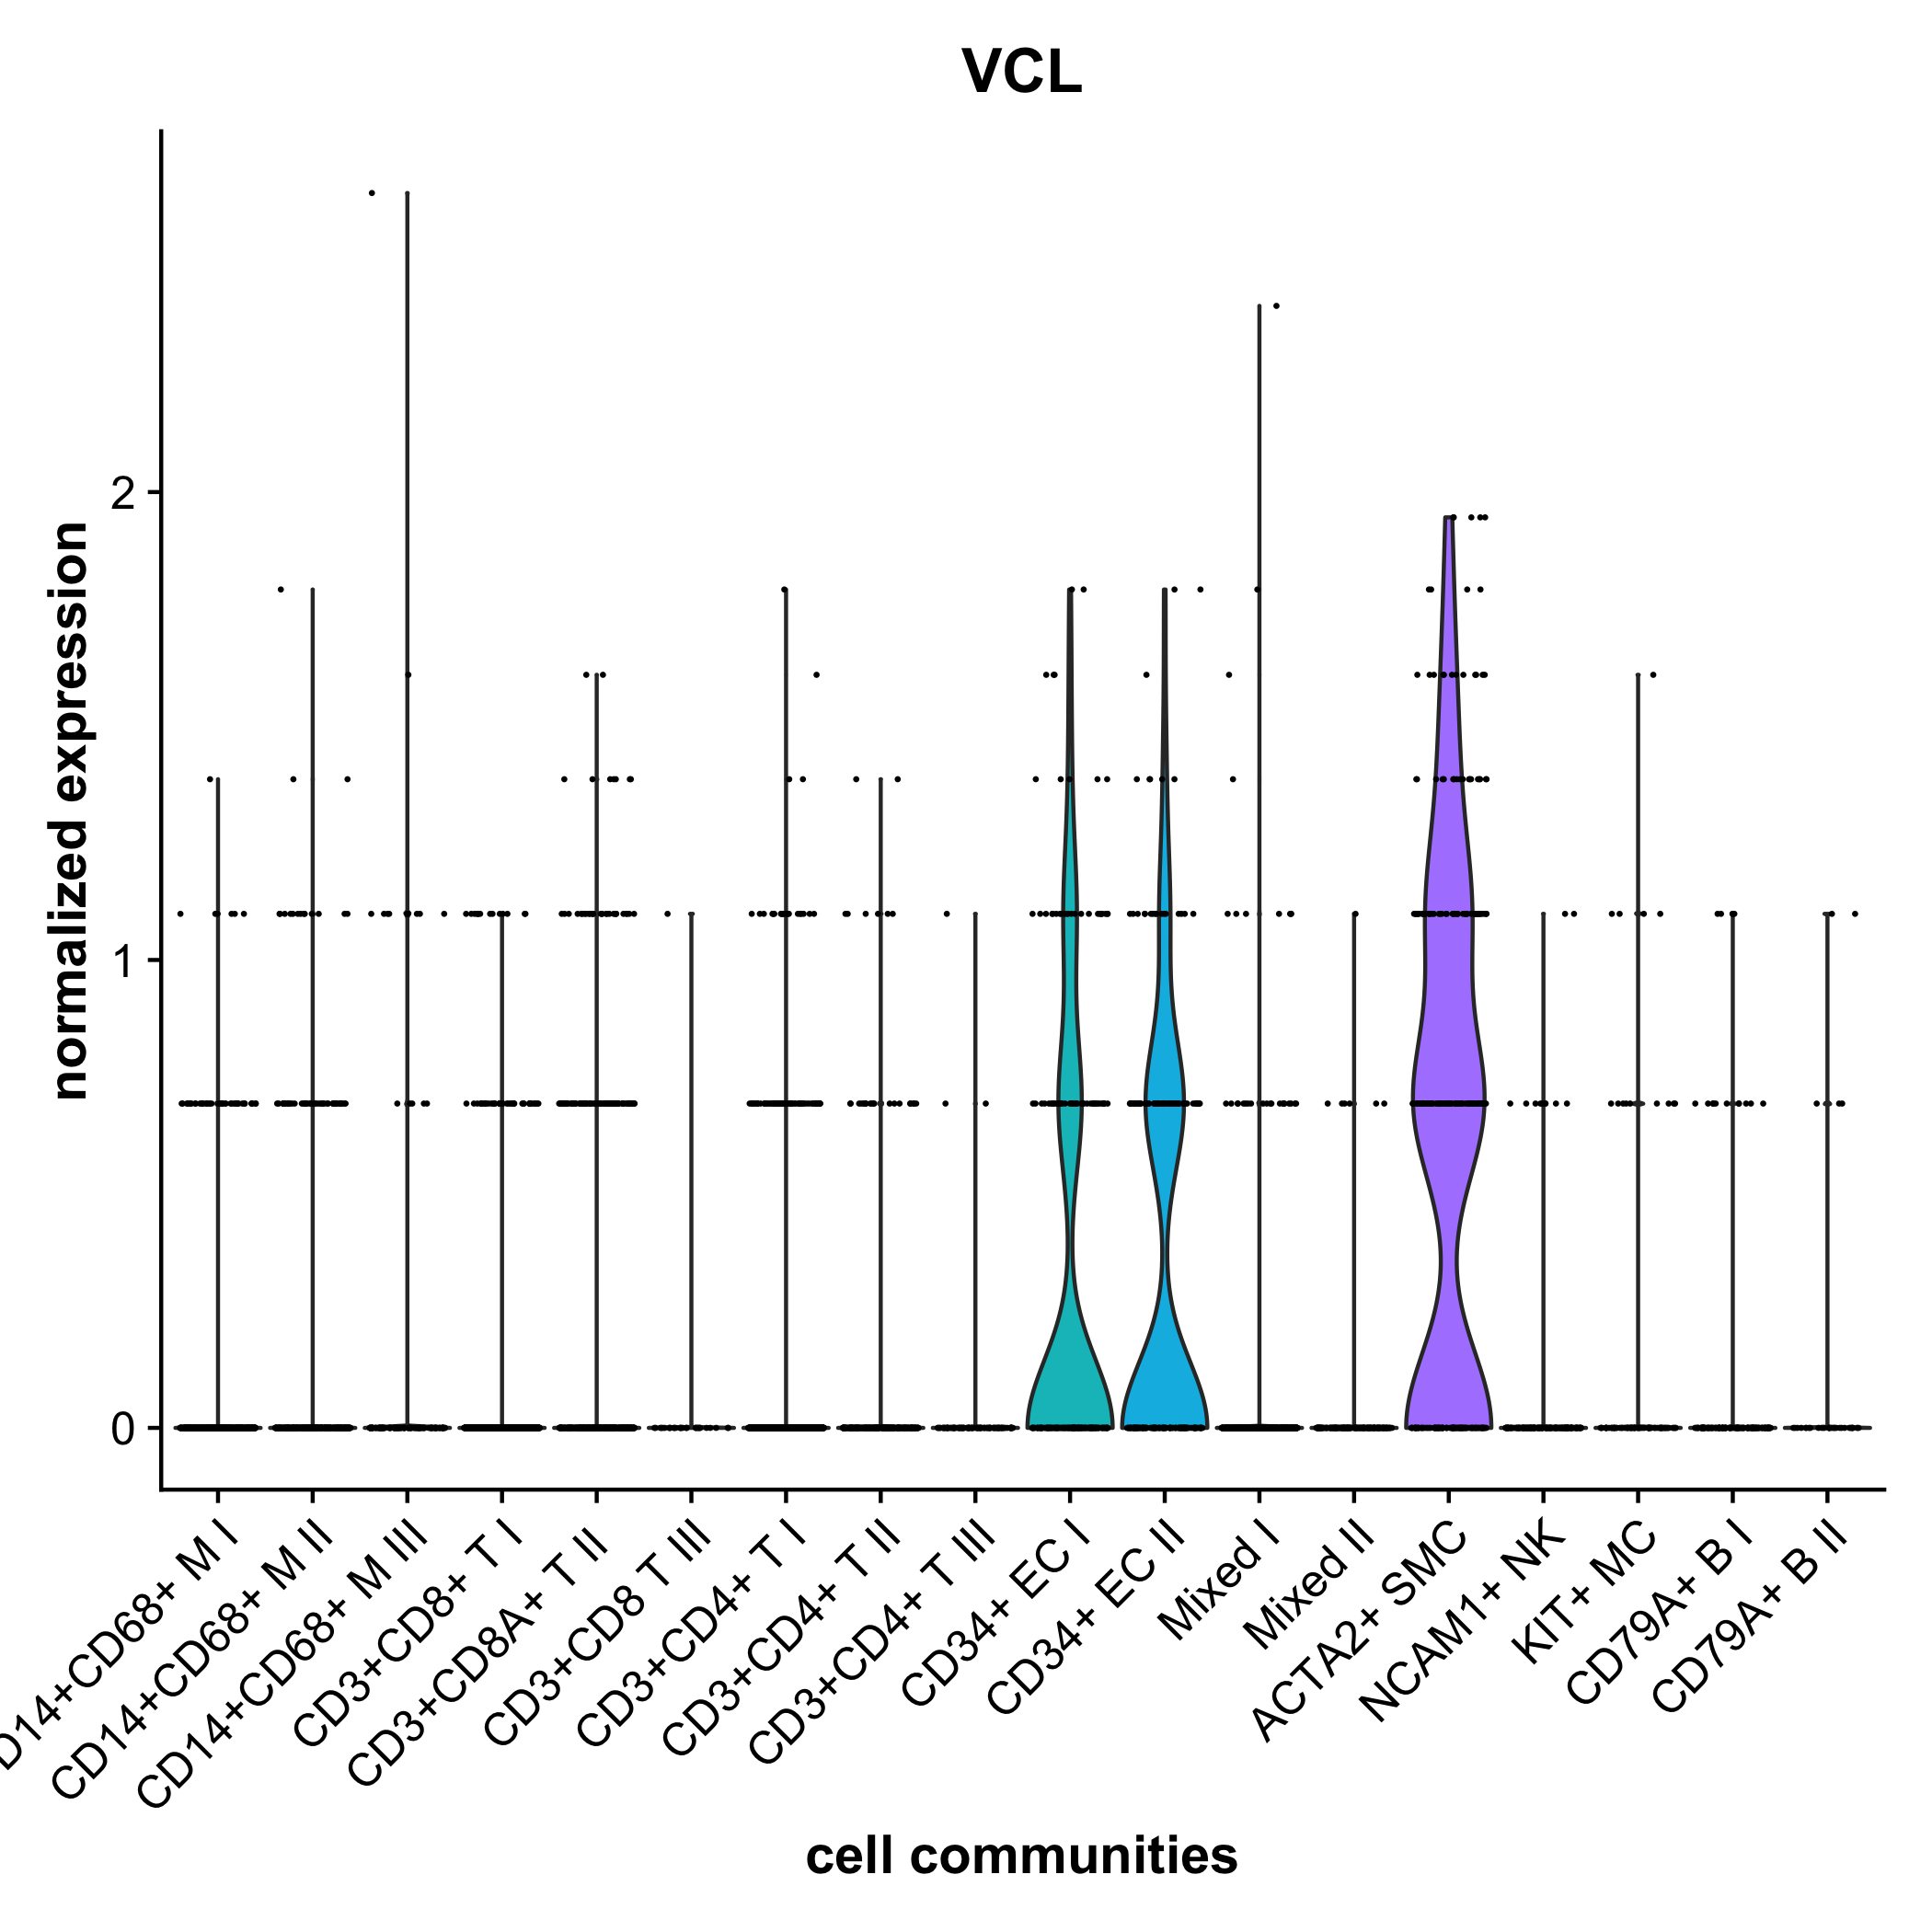 VCL
normalized expression
2
1
0
D14+CD68+ M I
CD14+CD68+ M II
CD14+CD68+ M III
CD3+CD8+ T I
CD3+CD8A+ T II
CD3+CD8 T III
CD3+CD4+ T I
CD3+CD4+ T II
CD3+CD4+ T III
CD34+ EC I
CD34+ EC II
Mixed I
Mixed II
ACTA2+ SMC
NCAM1+ NK
KIT+ MC
CD79A+ B I
CD79A+ B II
cell communities